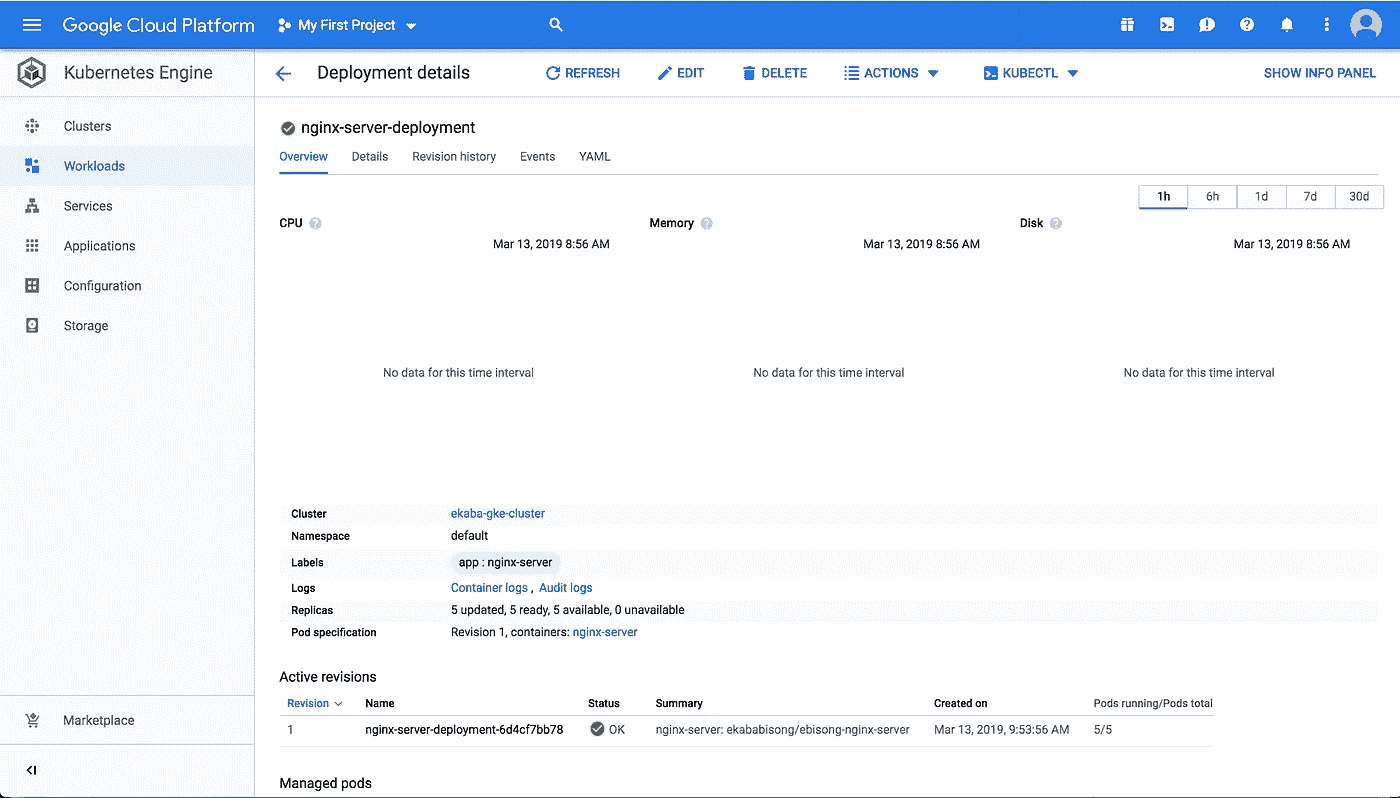 Google Cloud Platform My First Project
Kubernetes Engine
Deployment details REFRESH EDIT DELETE ACTIONS KUBECTL SHOW INFO PANEL
Clusters
Workloads
Services
Applications
Configuration
Storage
Marketplace
nginx-server-deployment
Overview Details Revision history Events YAML
1h 6h 1d 7d 30d
CPU Memory Disk
Mar 13, 2019 8:56 AM Mar 13, 2019 8:56 AM Mar 13, 2019 8:56 AM
No data for this time interval No data for this time interval No data for this time interval
Cluster ekaba-gke-cluster
Namespace default
Labels app : nginx-server
Logs Container logs , Audit logs
Replicas 5 updated, 5 ready, 5 available, 0 unavailable
Pod specification Revision 1, containers: nginx-server
Active revisions
Revision Name Status Summary Created on Pods running/Pods total
1 nginx-server-deployment-6d4cf7bb78 OK nginx-server: ekababisong/ebisong-nginx-server Mar 13, 2019, 9:53:56 AM 5/5
Managed pods